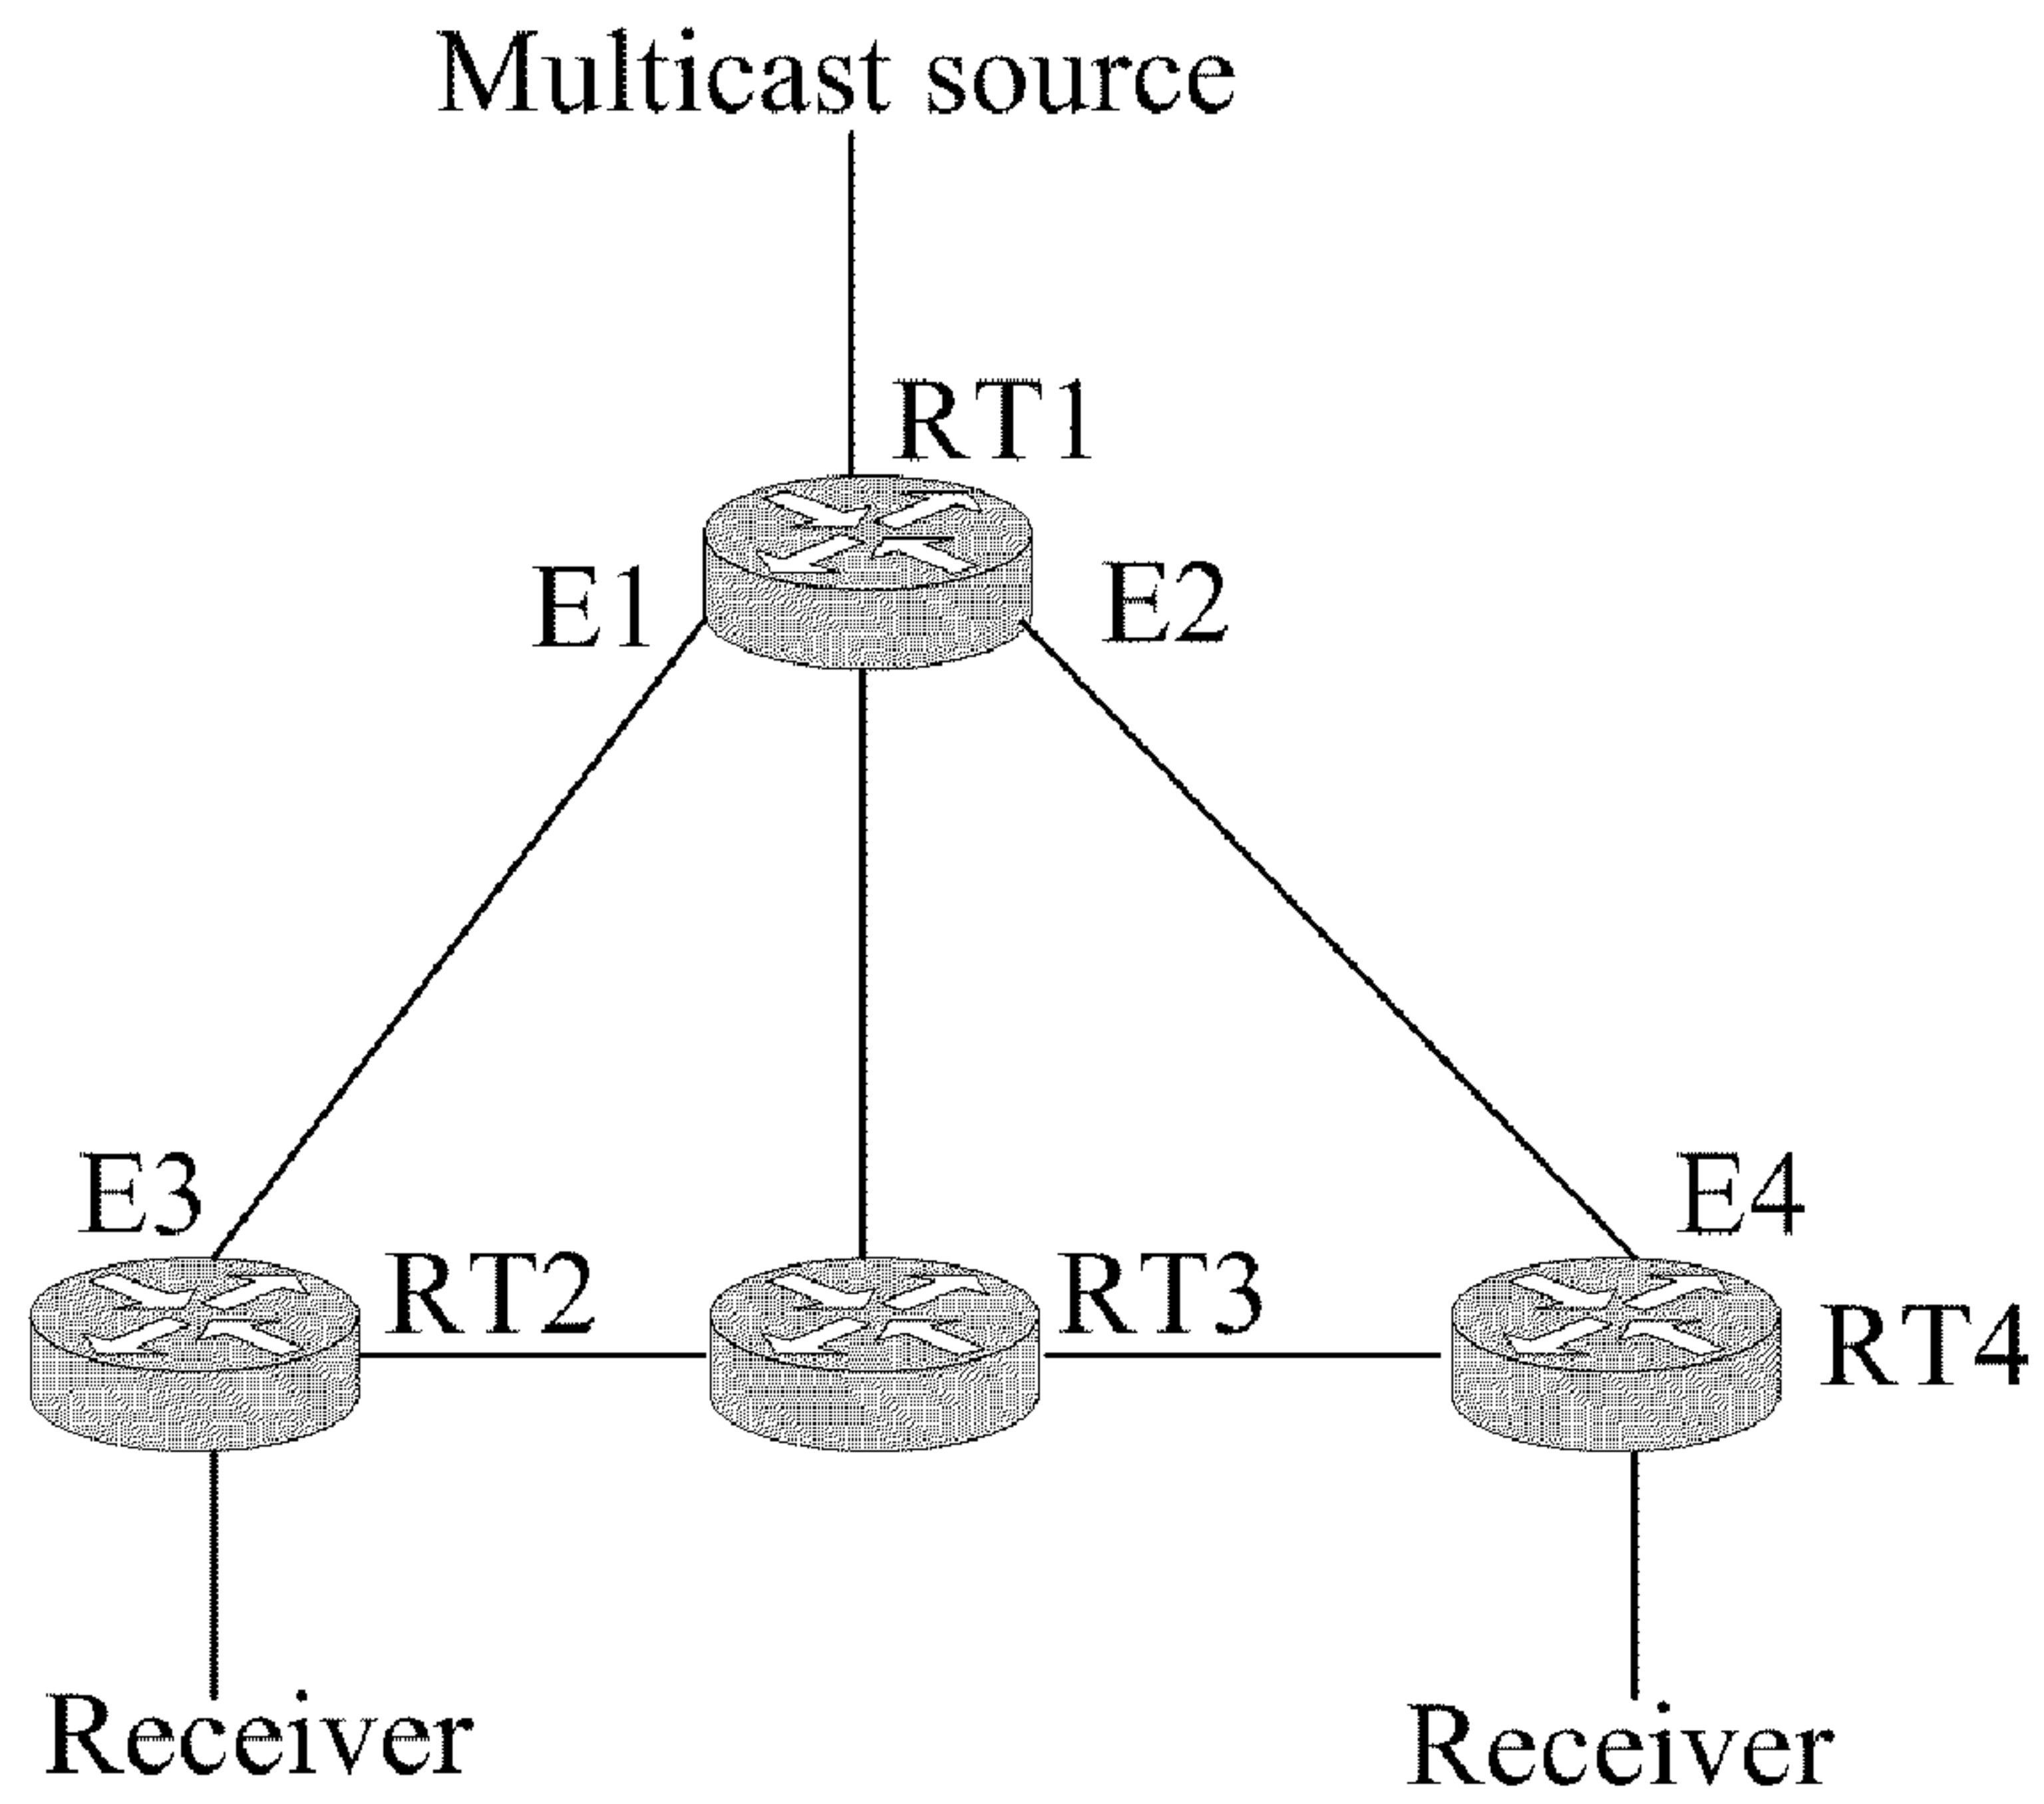 Multicast source
RT1
E1
E2
E3
E4
RT2
RT3
RT4
Receiver
Receiver